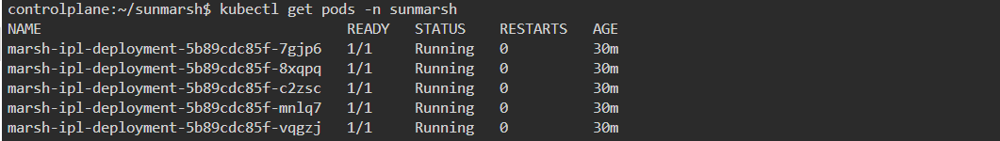 controlplane:~/sunmarsh$ kubectl get pods -n sunmarsh
NAME READY STATUS RESTARTS AGE
marsh-ipl-deployment-5b89cdc85f-7gjp6 1/1 Running 0 30m
marsh-ipl-deployment-5b89cdc85f-8xqpq 1/1 Running 0 30m
marsh-ipl-deployment-5b89cdc85f-c2zsc 1/1 Running 0 30m
marsh-ipl-deployment-5b89cdc85f-mnlq7 1/1 Running 0 30m
marsh-ipl-deployment-5b89cdc85f-vqgzj 1/1 Running 0 30m